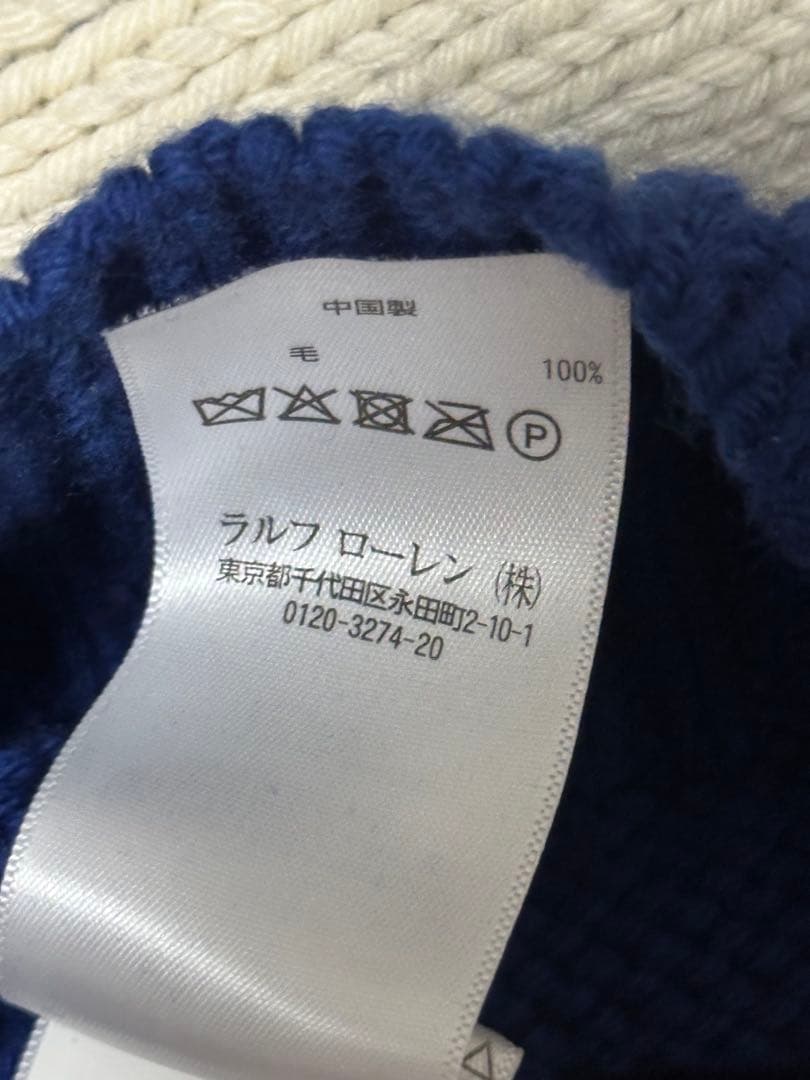 中国製
毛 100%
P
ラルフ ローレン (株)
東京都千代田区永田町2-10-1
0120-3274-20